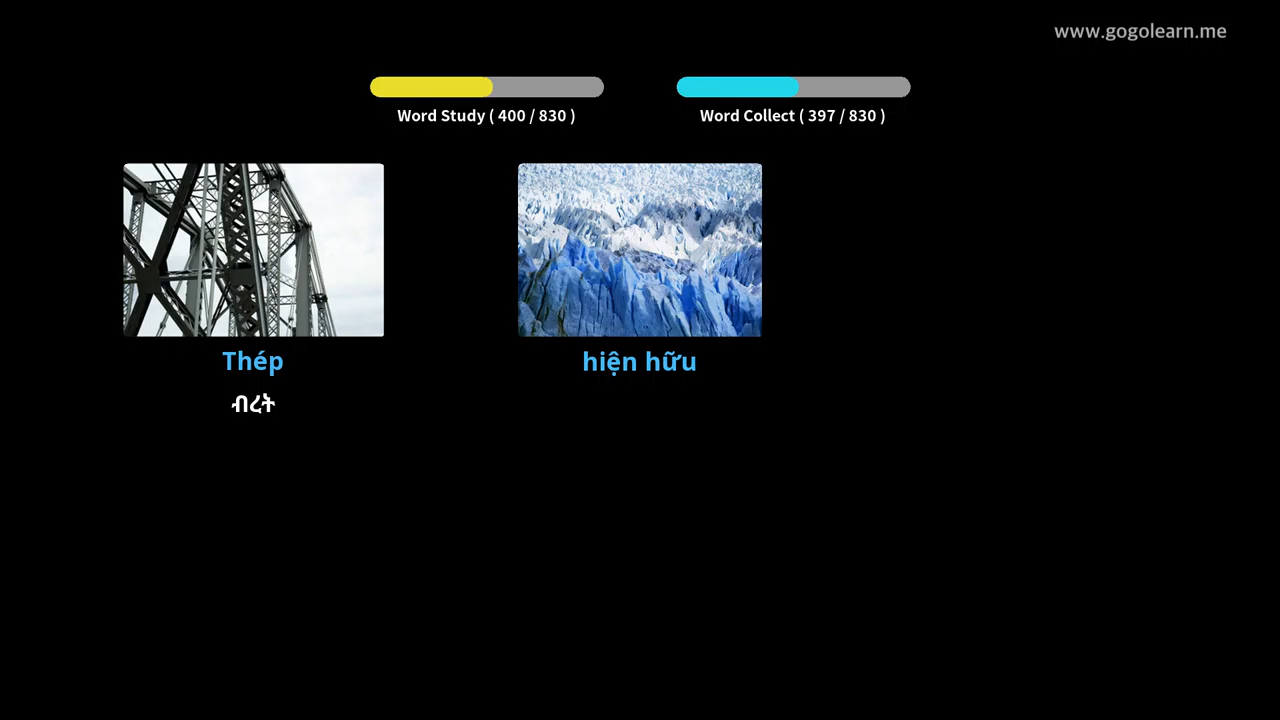 www.gogolearn.me
Word Study ( 400 / 830 )
Word Collect ( 397 / 830 )
Thép
hiện hữu
ብረት